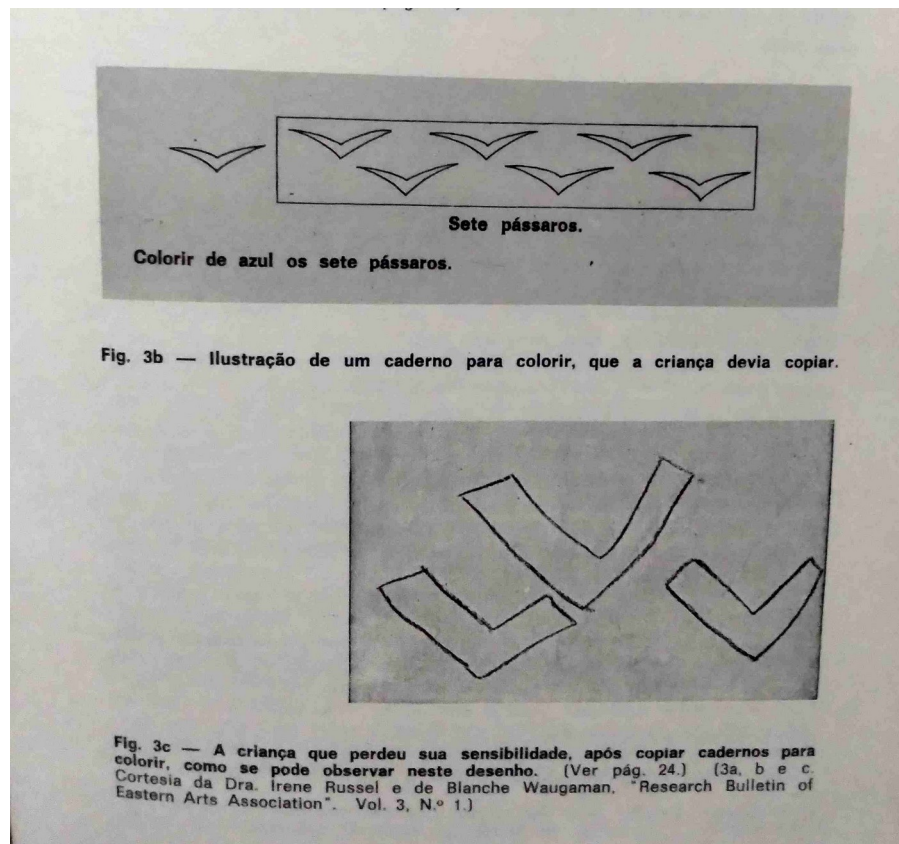 Sete pássaros.
Colorir de azul os sete pássaros.
Fig. 3b — Ilustração de um caderno para colorir, que a criança devia copiar.
Fig. 3c — A criança que perdeu sua sensibilidade, após copiar cadernos para
colorir, como se pode observar neste desenho. (Ver pág. 24.) (3a, b e c.
Cortesia da Dra. Irene Russel e de Blanche Waugaman, "Research Bulletin of
Eastern Arts Association". Vol. 3, N.º 1.)